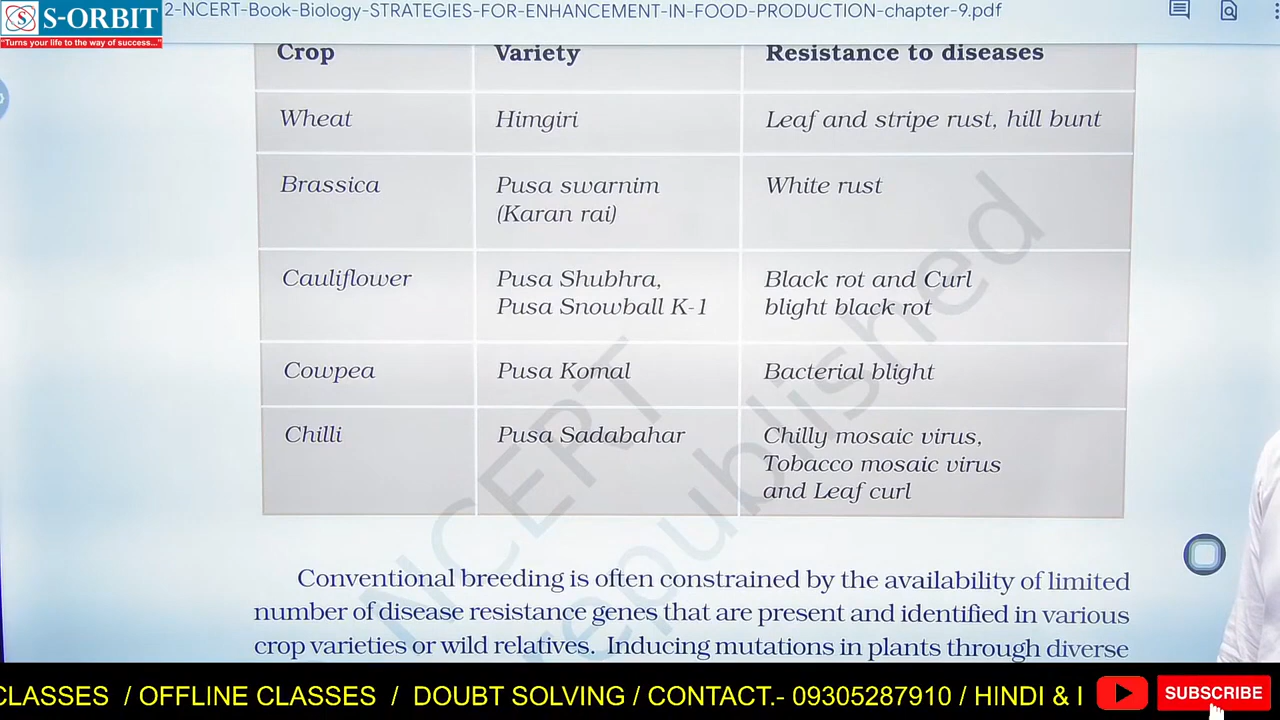 S-ORBIT
"Turns your life to the way of success..."
2-NCERT-Book-Biology-STRATEGIES-FOR-ENHANCEMENT-IN-FOOD-PRODUCTION-chapter-9.pdf
Crop Variety Resistance to diseases
Wheat Himgiri Leaf and stripe rust, hill bunt
Brassica Pusa swarnim White rust
(Karan rai)
Cauliflower Pusa Shubhra, Black rot and Curl
Pusa Snowball K-1 blight black rot
Cowpea Pusa Komal Bacterial blight
Chilli Pusa Sadabahar Chilly mosaic virus,
Tobacco mosaic virus
and Leaf curl
NCERT
republished
Conventional breeding is often constrained by the availability of limited
number of disease resistance genes that are present and identified in various
crop varieties or wild relatives. Inducing mutations in plants through diverse
CLASSES / OFFLINE CLASSES / DOUBT SOLVING / CONTACT.- 09305287910 / HINDI & I
SUBSCRIBE